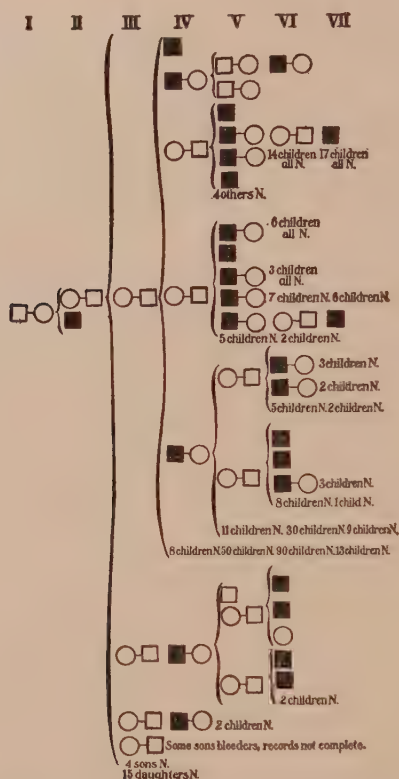 I II III IV V VI VII
14 children 17 children
all N. all N.
4 others N.
6 children
all N.
3 children
all N.
7 children N. 6 children N.
5 children N. 2 children N.
3 children N.
2 children N.
5 children N. 2 children N.
3 children N.
8 children N. 1 child N.
11 children N. 30 children N. 9 children N.
8 children N. 50 children N. 90 children N. 13 children N.
2 children N.
2 children N.
Some sons bleeders, records not complete.
4 sons N.
15 daughters N.